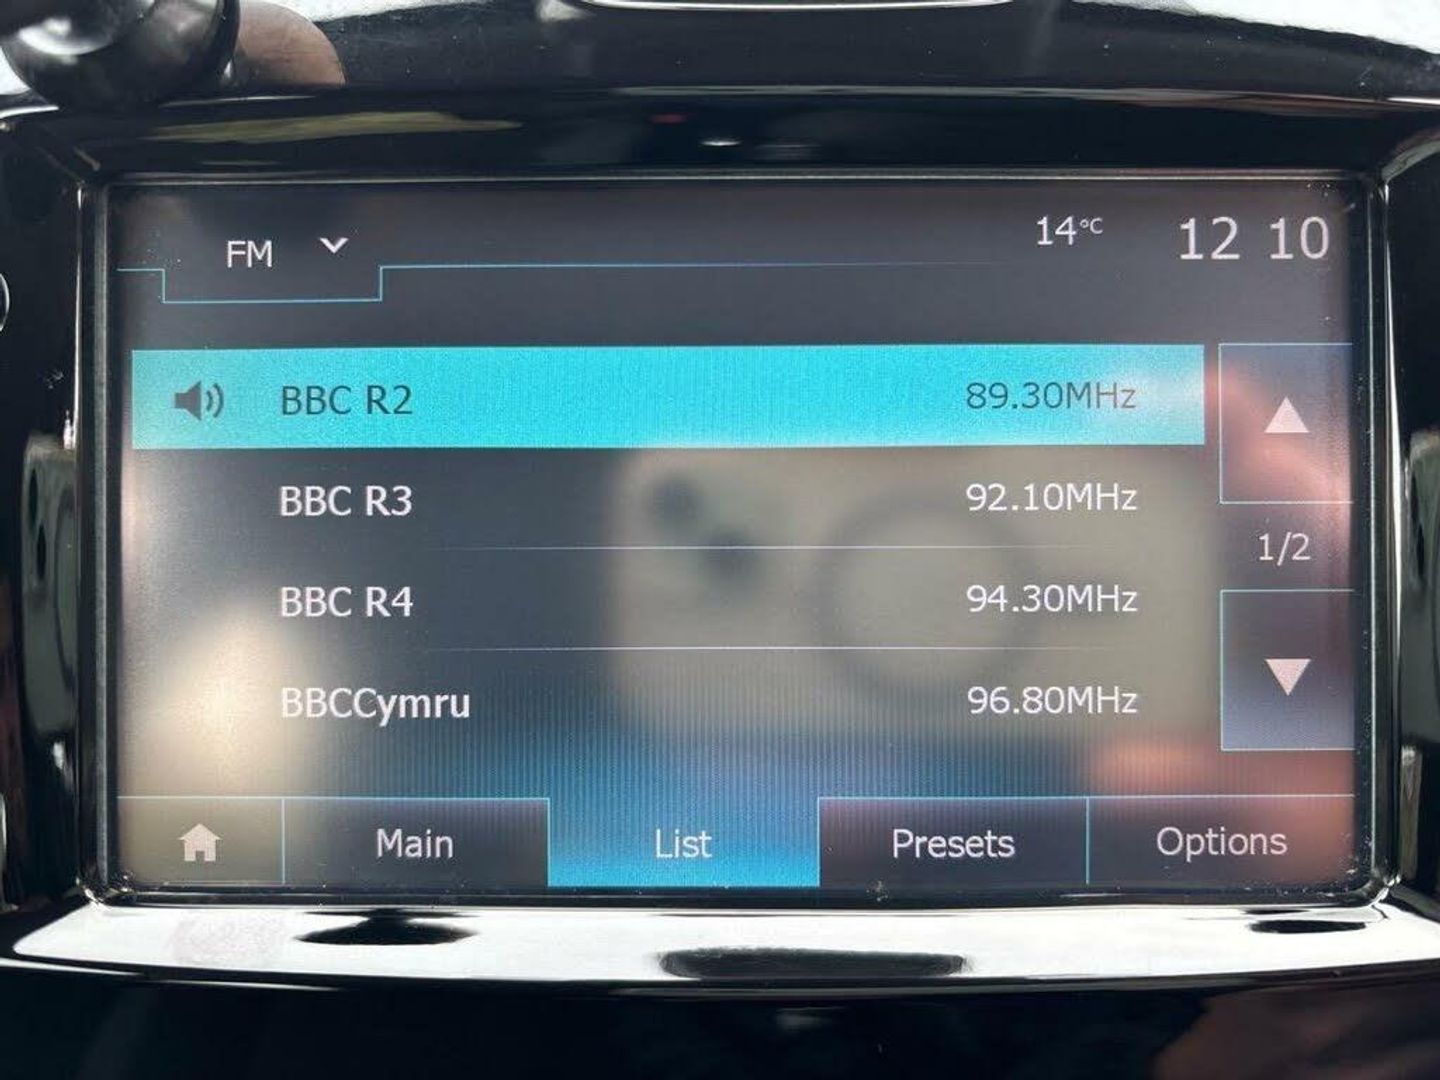 FM 14°C 12 10
BBC R2 89.30MHz
BBC R3 92.10MHz
1/2
BBC R4 94.30MHz
BBCCymru 96.80MHz
Main List Presets Options